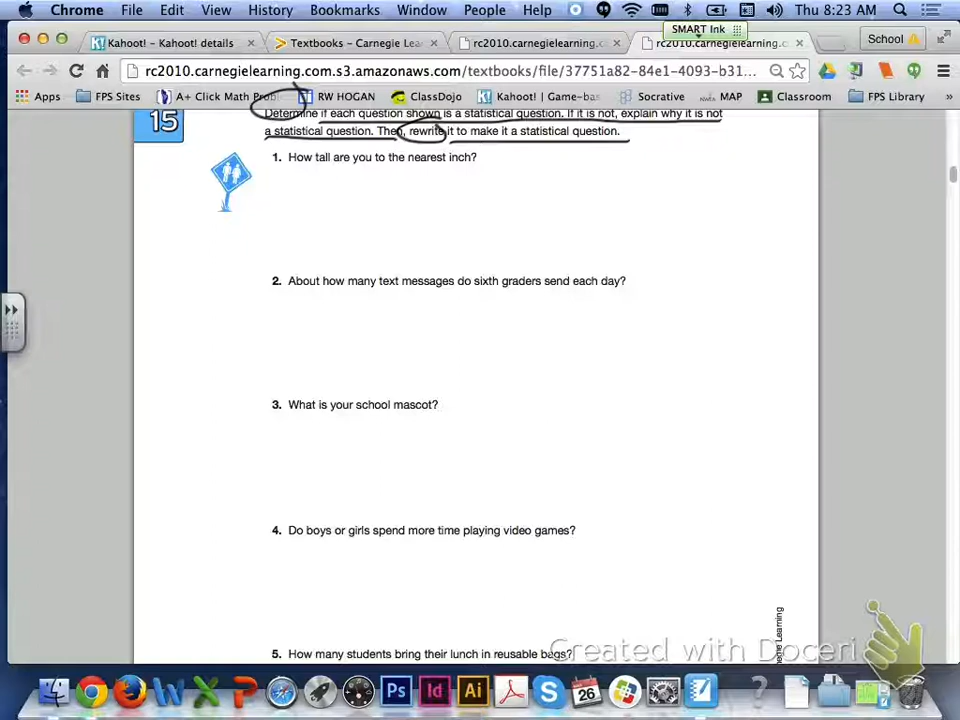 Chrome File Edit View History Bookmarks Window People Help Thu 8:23 AM
SMART Ink
Kahoot! - Kahoot! details
Textbooks – Carnegie Lea
rc2010.carnegielearning.c
rc2010.carnegielearning.c
School
rc2010.carnegielearning.com.s3.amazonaws.com/textbooks/file/37751a82-84e1-4093-b31...
Apps FPS Sites A+ Click Math RW HOGAN ClassDojo Kahoot! | Game-bas Socrative MAP Classroom FPS Library »
Determine if each question shown is a statistical question. If it is not, explain why it is not
a statistical question. Then, rewrite it to make it a statistical question.
15
1. How tall are you to the nearest inch?
2. About how many text messages do sixth graders send each day?
3. What is your school mascot?
4. Do boys or girls spend more time playing video games?
5. How many students bring their lunch in reusable bags?
Learning
Created with Doceri
Ps Id Ai
26